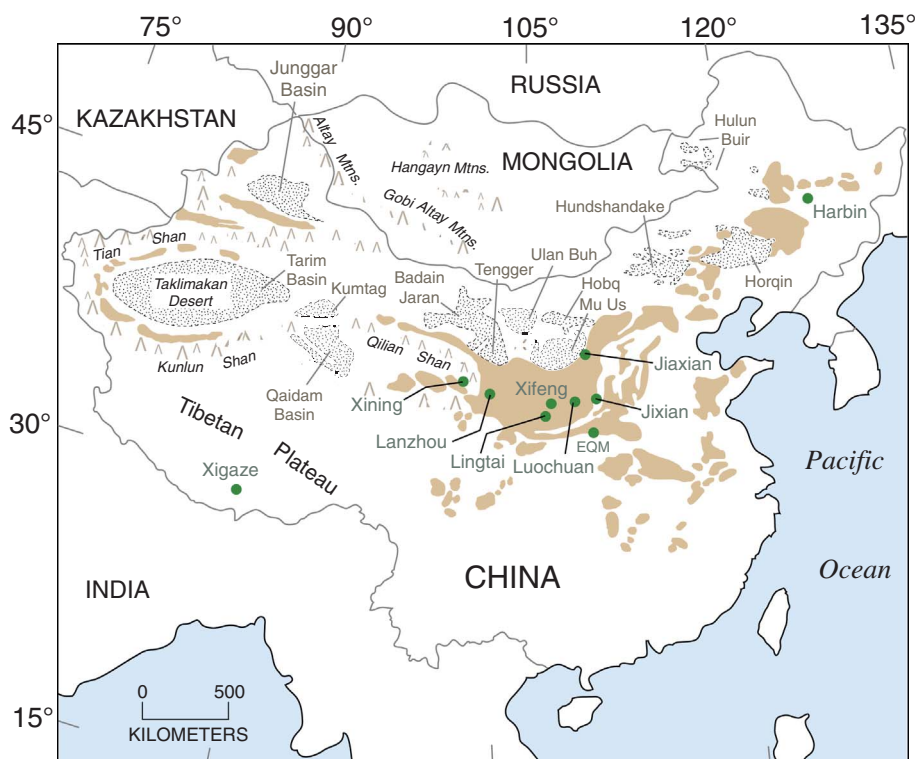 75°
90°
105°
120°
135°
Junggar
Basin
RUSSIA
45°
KAZAKHSTAN
Altay
Mtns.
Hangayn Mtns.
MONGOLIA
Hulun
Buir
Gobi Altay Mtns.
Hundshandake
Harbin
Tian Shan
Tarim
Basin
Badain
Jaran
Tengger
Ulan Buh
Taklimakan
Desert
Kumtag
Hobq
Mu Us
Horqin
Qilian Shan
Kunlun Shan
Jiaxian
Qaidam
Basin
Xining
Xifeng
Jixian
30°
Tibetan Plateau
Lanzhou
Lingtai
Luochuan
EQM
Xigaze
Pacific
Ocean
CHINA
INDIA
0 500
KILOMETERS
15°